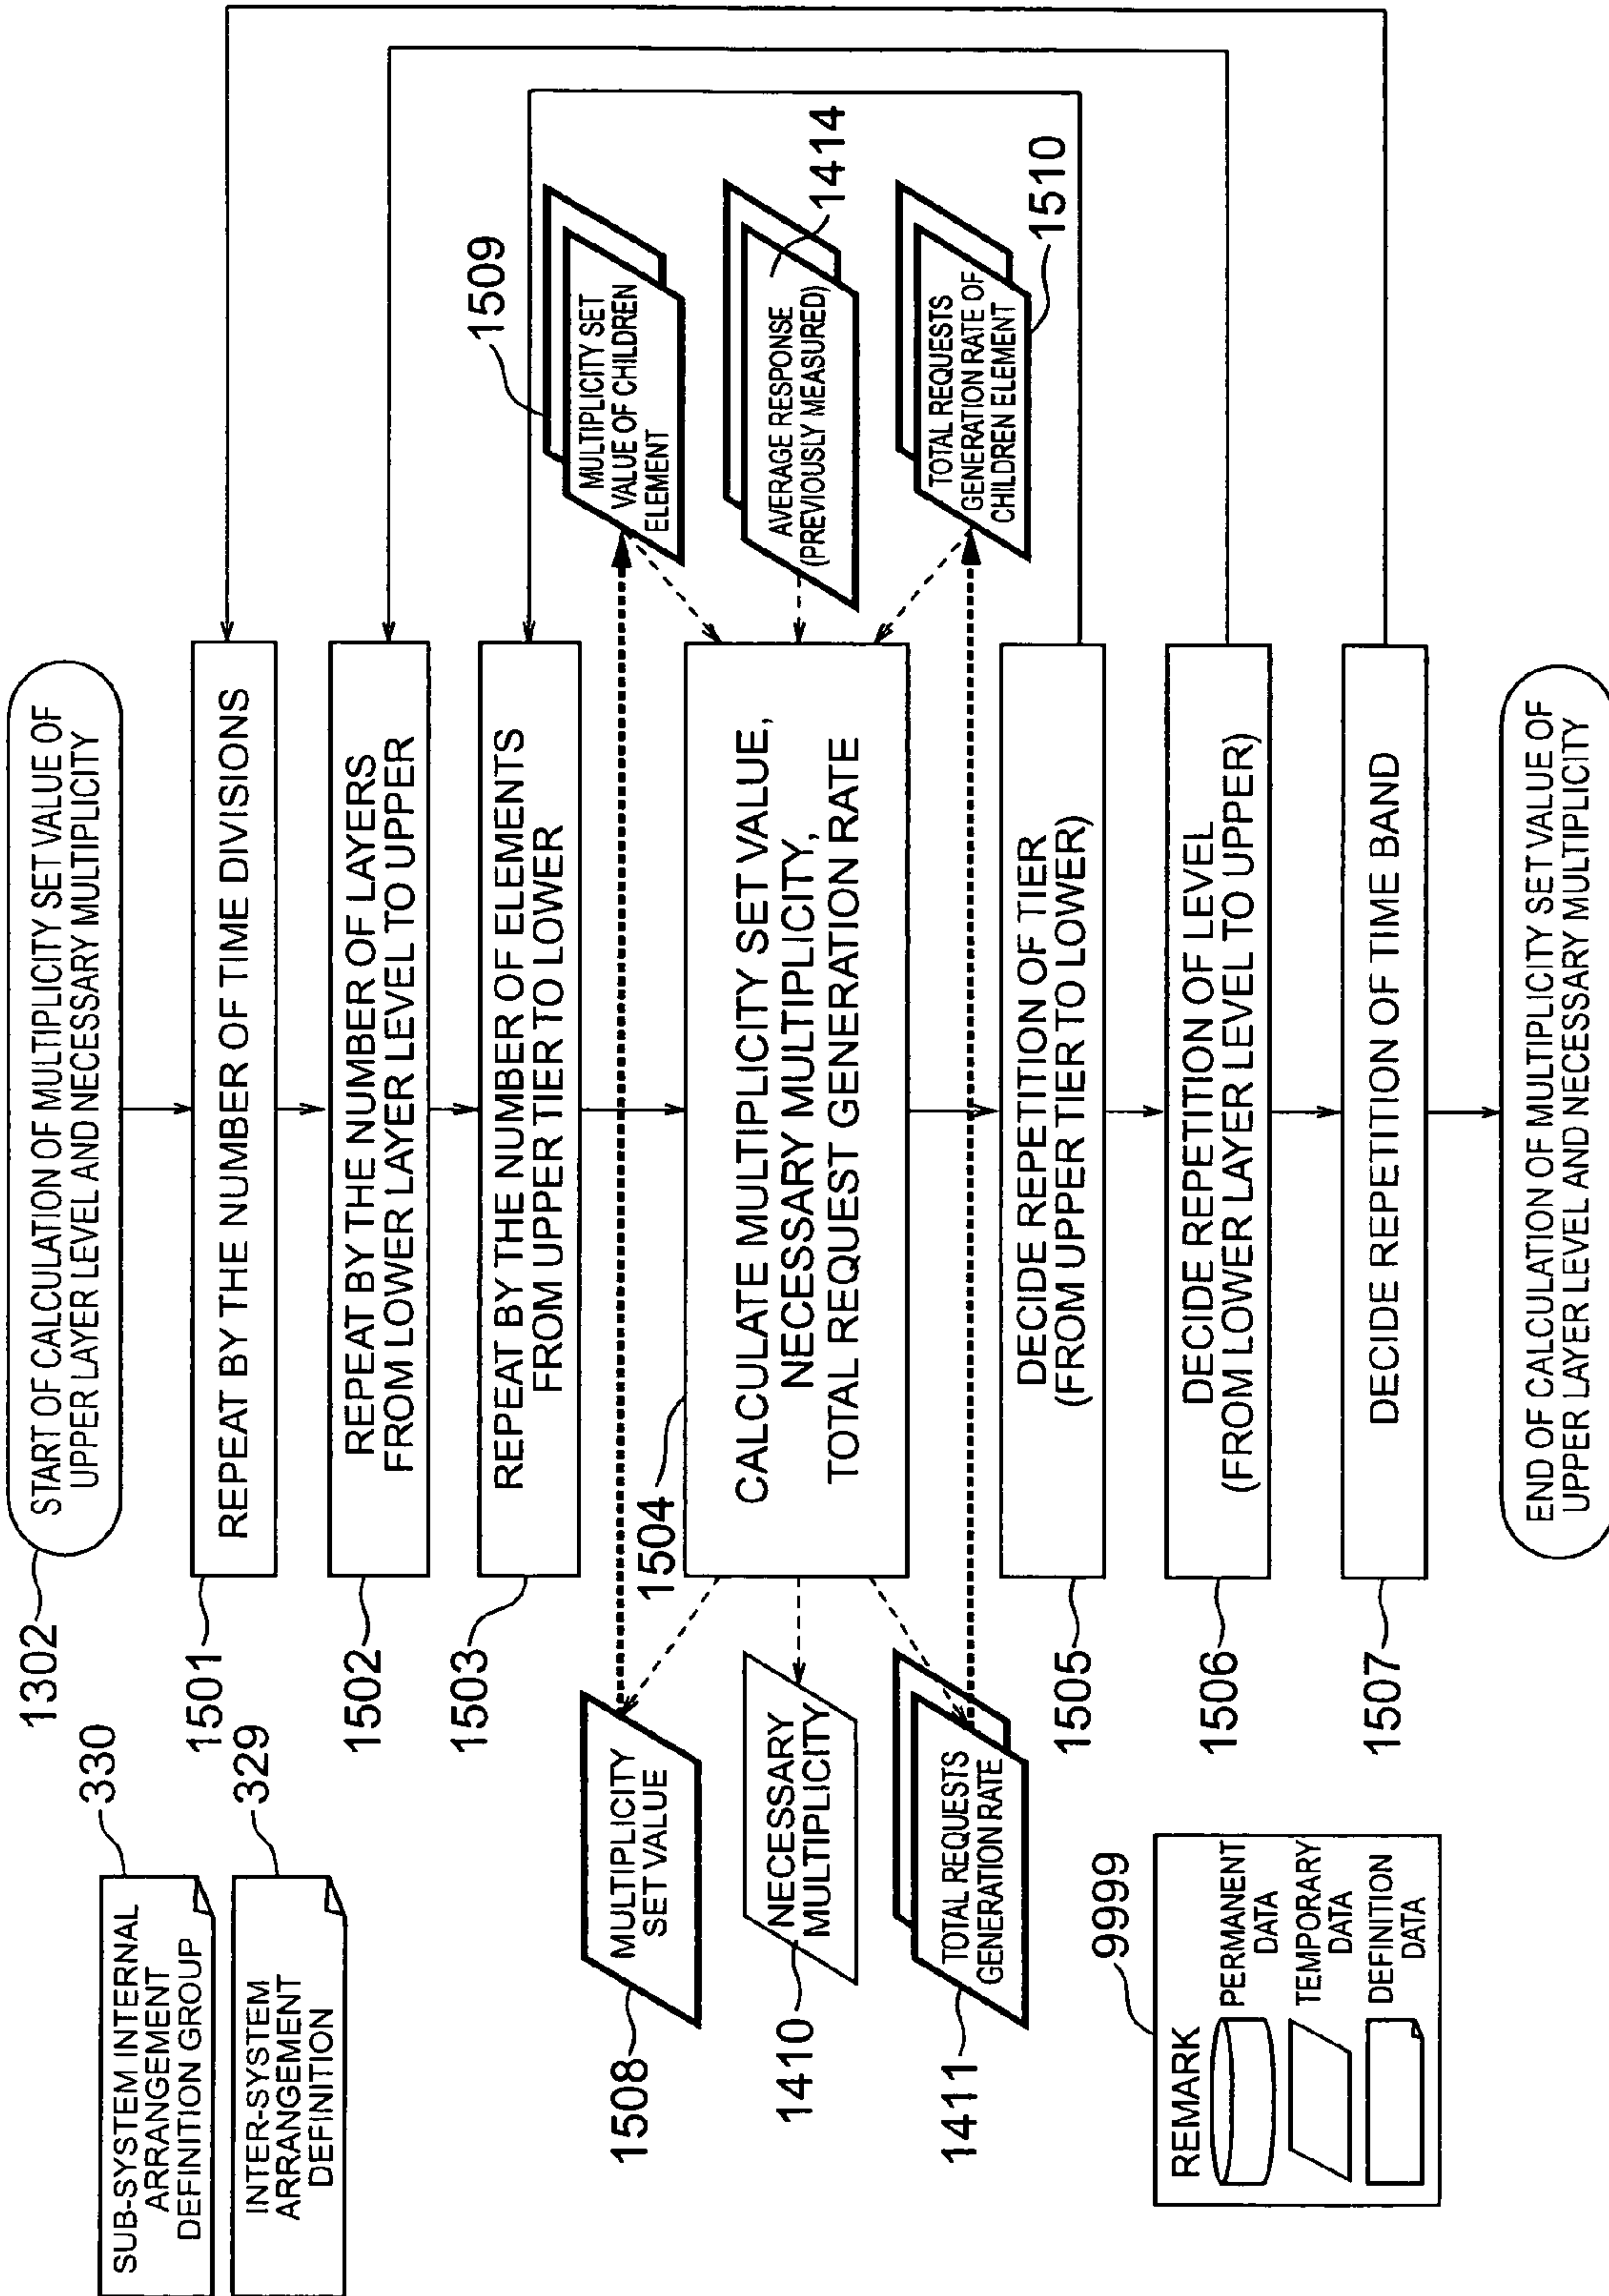 SUB-SYSTEM INTERNAL
ARRANGEMENT
DEFINITION GROUP
330
INTER-SYSTEM
ARRANGEMENT
DEFINITION
329
1302
START OF CALCULATION OF MULTIPLICITY SET VALUE OF
UPPER LAYER LEVEL AND NECESSARY MULTIPLICITY
1501
REPEAT BY THE NUMBER OF TIME DIVISIONS
1502
REPEAT BY THE NUMBER OF LAYERS
FROM LOWER LAYER LEVEL TO UPPER
1503
REPEAT BY THE NUMBER OF ELEMENTS
FROM UPPER TIER TO LOWER
1504
CALCULATE MULTIPLICITY SET VALUE,
NECESSARY MULTIPLICITY,
TOTAL REQUEST GENERATION RATE
1508
MULTIPLICITY
SET VALUE
1410
NECESSARY
MULTIPLICITY
1411
TOTAL REQUESTS
GENERATION RATE
1509
MULTIPLICITY SET
VALUE OF CHILDREN
ELEMENT
1414
AVERAGE RESPONSE
(PREVIOUSLY MEASURED)
1510
TOTAL REQUESTS
GENERATION RATE OF
CHILDREN ELEMENT
1505
DECIDE REPETITION OF TIER
(FROM UPPER TIER TO LOWER)
1506
DECIDE REPETITION OF LEVEL
(FROM LOWER LAYER LEVEL TO UPPER)
1507
DECIDE REPETITION OF TIME BAND
END OF CALCULATION OF MULTIPLICITY SET VALUE OF
UPPER LAYER LEVEL AND NECESSARY MULTIPLICITY
9999
REMARK
PERMANENT
DATA
TEMPORARY
DATA
DEFINITION
DATA